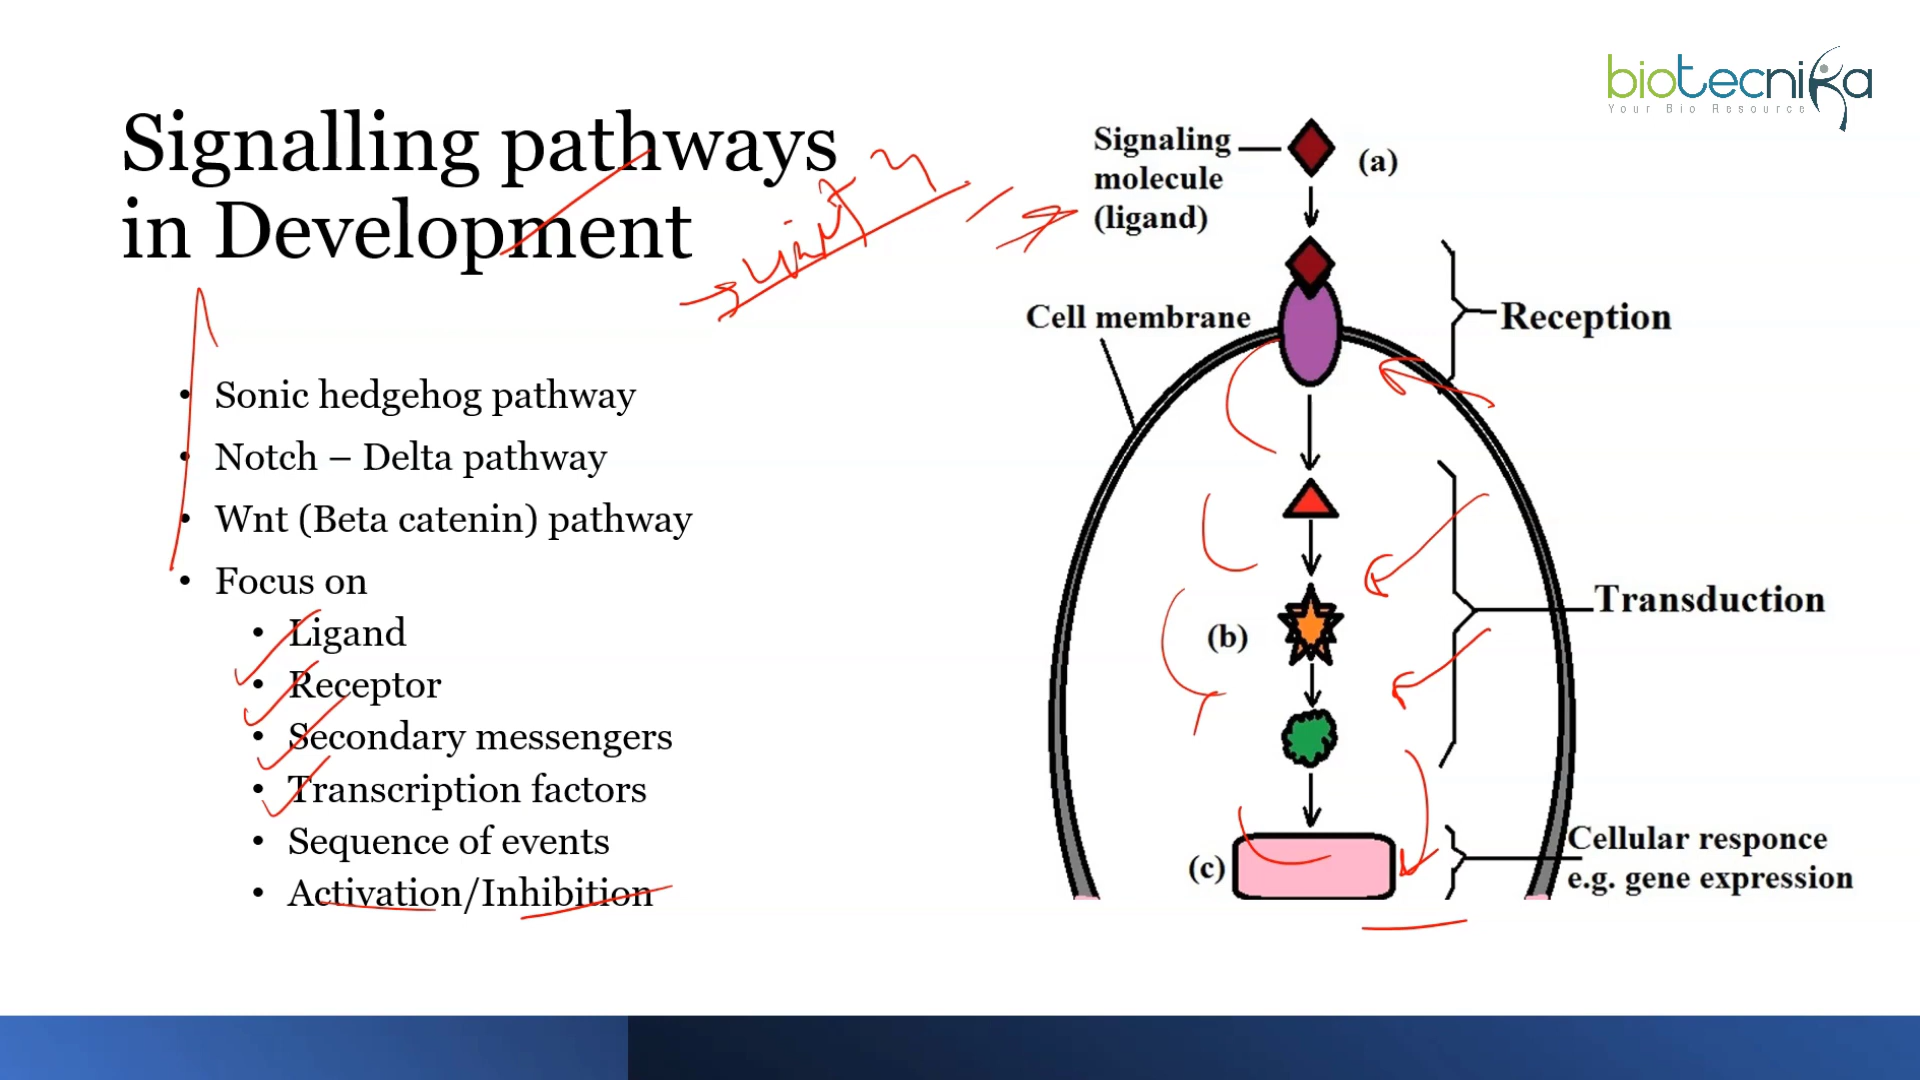 biotecnika
Your Bio Resource
Signalling pathways
in Development
• Sonic hedgehog pathway
• Notch – Delta pathway
• Wnt (Beta catenin) pathway
• Focus on
• Ligand
• Receptor
• Secondary messengers
• Transcription factors
• Sequence of events
• Activation/Inhibition
Signaling
molecule
(ligand)
(a)
Cell membrane
Reception
(b)
Transduction
(c)
Cellular responce
e.g. gene expression